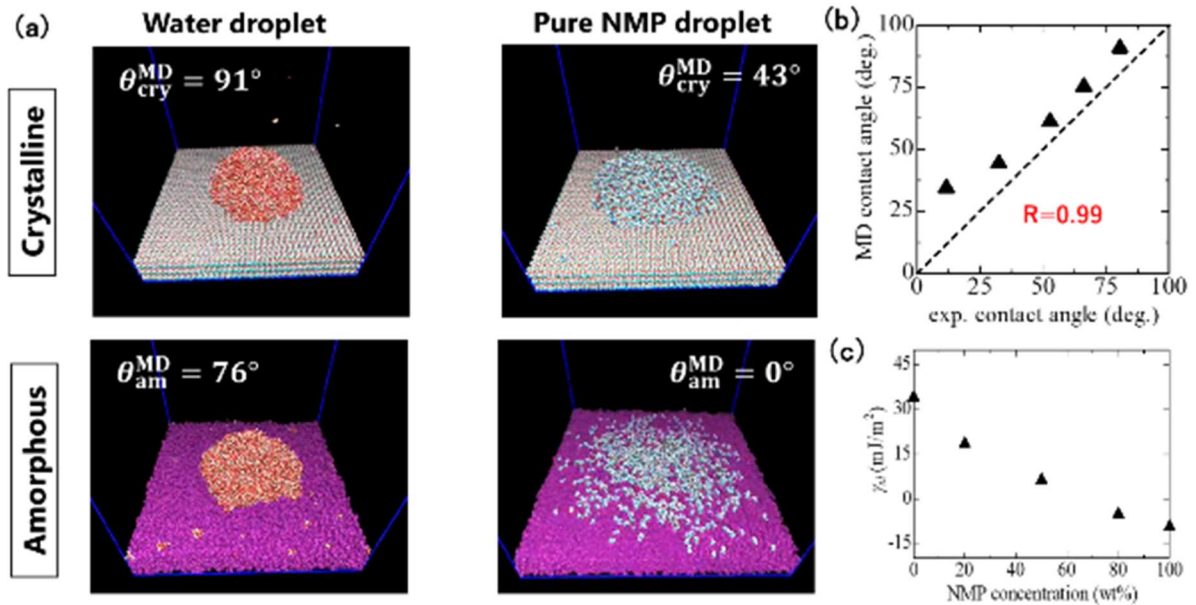 (a)
Water droplet
Pure NMP droplet
Crystalline
θ^MD_cry = 91°
θ^MD_cry = 43°
Amorphous
θ^MD_am = 76°
θ^MD_am = 0°
(b)
MD contact angle (deg.)
100
75
50
25
0
R=0.99
0 25 50 75 100
exp. contact angle (deg.)
(c)
(mJ/m²)
45
30
15
0
-15
0 20 40 60 80 100
NMP concentration (wt%)